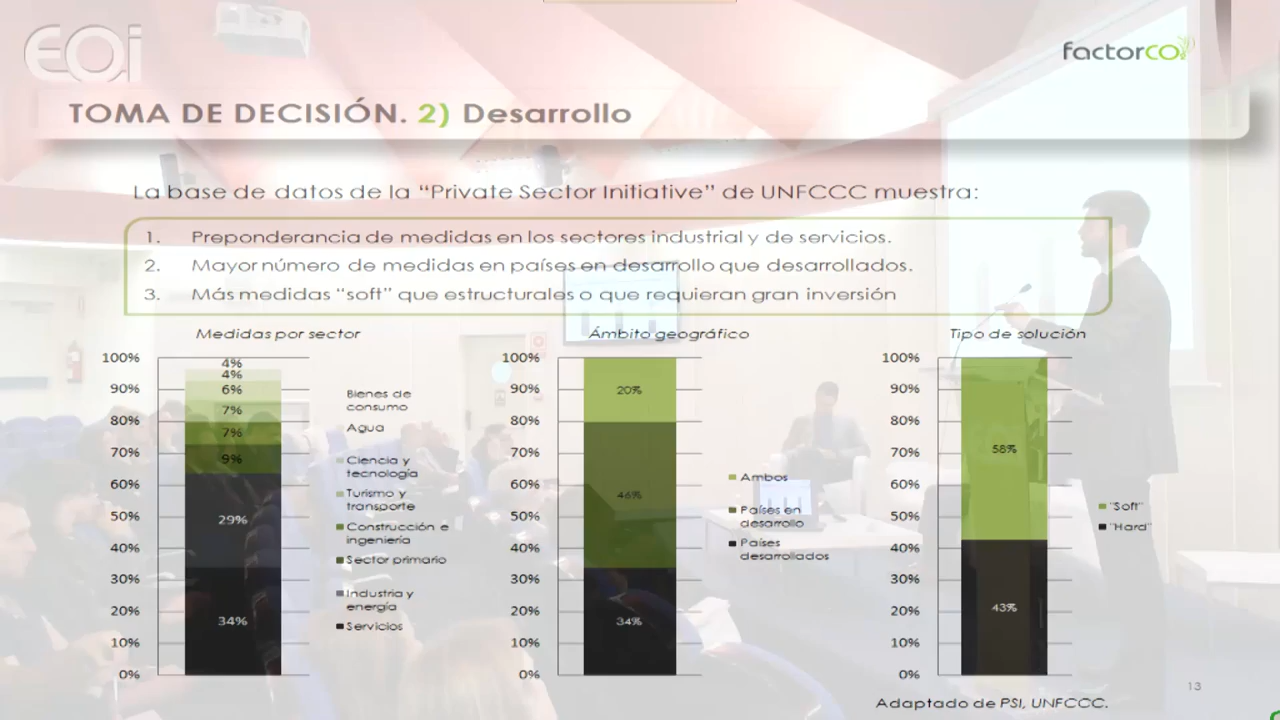 EOi
factorCO
TOMA DE DECISIÓN. 2) Desarrollo
La base de datos de la “Private Sector Initiative” de UNFCCC muestra:
1. Preponderancia de medidas en los sectores industrial y de servicios.
2. Mayor número de medidas en países en desarrollo que desarrollados.
3. Más medidas “soft” que estructurales o que requieran gran inversión
Medidas por sector
100%
90%
80%
70%
60%
50%
40%
30%
20%
10%
0%
4%
4%
6%
7%
7%
9%
29%
34%
Bienes de
consumo
Agua
Ciencia y
tecnología
Turismo y
transporte
Construcción e
ingeniería
Sector primario
Industria y
energía
Servicios
Ámbito geográfico
100%
90%
80%
70%
60%
50%
40%
30%
20%
10%
0%
20%
46%
34%
Ambos
Países en
desarrollo
Países
desarrollados
Tipo de solución
100%
90%
80%
70%
60%
50%
40%
30%
20%
10%
0%
58%
43%
"Soft"
"Hard"
13
Adaptado de PSI, UNFCCC.